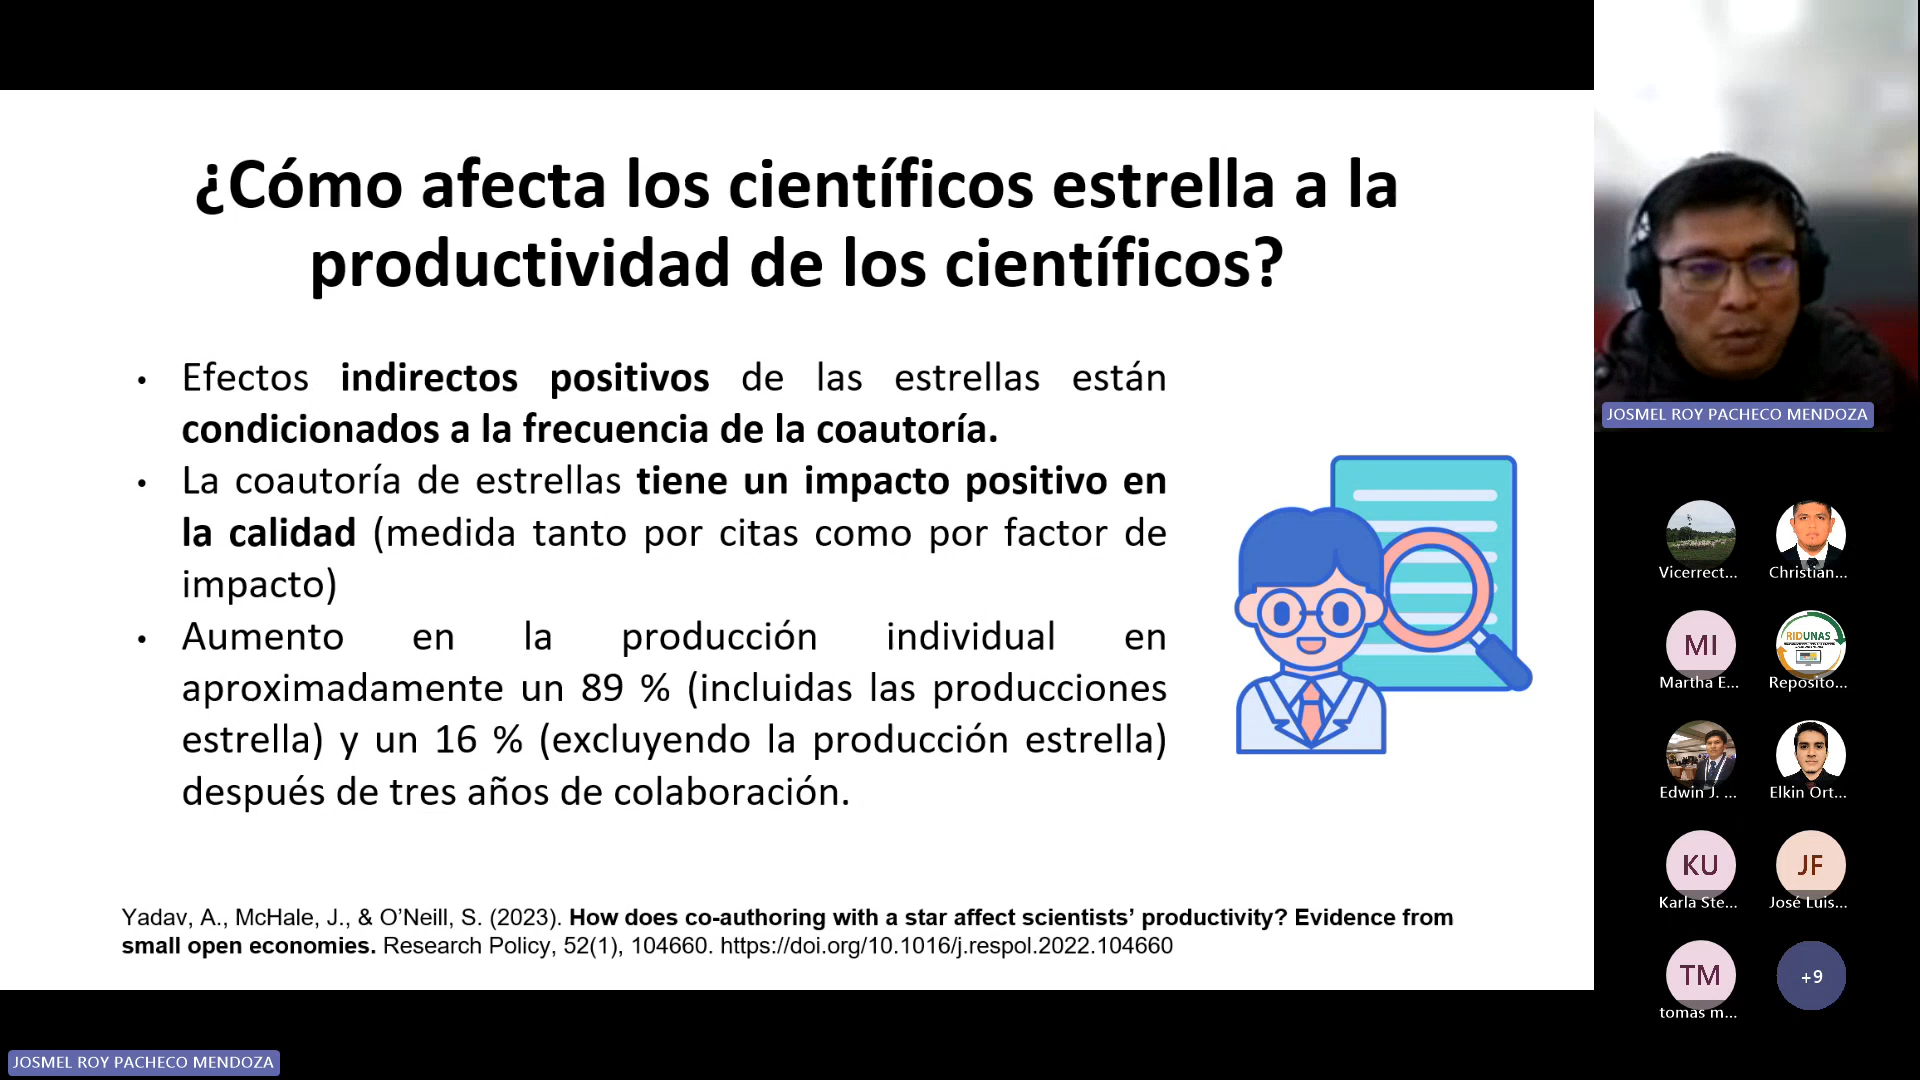 ¿Cómo afecta los científicos estrella a la
productividad de los científicos?
• Efectos indirectos positivos de las estrellas están
condicionados a la frecuencia de la coautoría.
• La coautoría de estrellas tiene un impacto positivo en
la calidad (medida tanto por citas como por factor de
impacto)
• Aumento en la producción individual en
aproximadamente un 89 % (incluidas las producciones
estrella) y un 16 % (excluyendo la producción estrella)
después de tres años de colaboración.
Yadav, A., McHale, J., & O’Neill, S. (2023). How does co-authoring with a star affect scientists’ productivity? Evidence from
small open economies. Research Policy, 52(1), 104660. https://doi.org/10.1016/j.respol.2022.104660
JOSMEL ROY PACHECO MENDOZA
JOSMEL ROY PACHECO MENDOZA
Vicerrect...
Christian...
MI
Martha E...
RIDUNAS
Reposito...
Edwin J. ...
Elkin Ort...
KU
Karla Ste...
JF
José Luis...
TM
tomas m...
+9